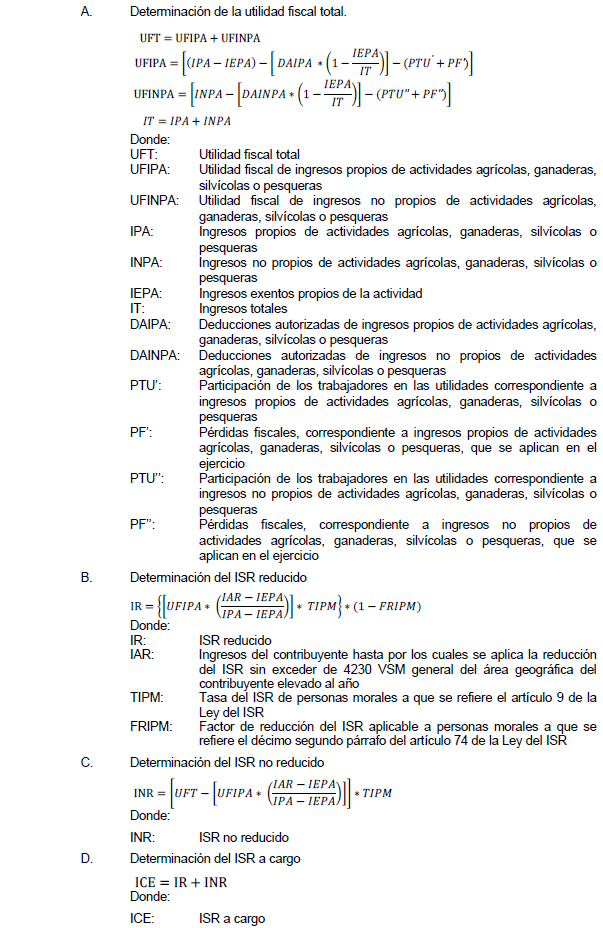 A. Determinación de la utilidad fiscal total.
UFT = UFIPA + UFINPA
UFIPA = [(IPA − IEPA) − [ DAIPA * (1 − IEPA/IT)] − (PTU' + PF')]
UFINPA = [INPA − [DAINPA * (1 − IEPA/IT)] − (PTU" + PF")]
IT = IPA + INPA
Donde:
UFT: Utilidad fiscal total
UFIPA: Utilidad fiscal de ingresos propios de actividades agrícolas, ganaderas,
silvícolas o pesqueras
UFINPA: Utilidad fiscal de ingresos no propios de actividades agrícolas,
ganaderas, silvícolas o pesqueras
IPA: Ingresos propios de actividades agrícolas, ganaderas, silvícolas o
pesqueras
INPA: Ingresos no propios de actividades agrícolas, ganaderas, silvícolas o
pesqueras
IEPA: Ingresos exentos propios de la actividad
IT: Ingresos totales
DAIPA: Deducciones autorizadas de ingresos propios de actividades agrícolas,
ganaderas, silvícolas o pesqueras
DAINPA: Deducciones autorizadas de ingresos no propios de actividades
agrícolas, ganaderas, silvícolas o pesqueras
PTU': Participación de los trabajadores en las utilidades correspondiente a
ingresos propios de actividades agrícolas, ganaderas, silvícolas o
pesqueras
PF': Pérdidas fiscales, correspondiente a ingresos propios de actividades
agrícolas, ganaderas, silvícolas o pesqueras, que se aplican en el
ejercicio
PTU'': Participación de los trabajadores en las utilidades correspondiente a
ingresos no propios de actividades agrícolas, ganaderas, silvícolas o
pesqueras
PF'': Pérdidas fiscales, correspondiente a ingresos no propios de
actividades agrícolas, ganaderas, silvícolas o pesqueras, que se
aplican en el ejercicio
B. Determinación del ISR reducido
IR = {[UFIPA * (IAR − IEPA/IPA − IEPA)] * TIPM} * (1 − FRIPM)
Donde:
IR: ISR reducido
IAR: Ingresos del contribuyente hasta por los cuales se aplica la reducción
del ISR sin exceder de 4230 VSM general del área geográfica del
contribuyente elevado al año
TIPM: Tasa del ISR de personas morales a que se refiere el artículo 9 de la
Ley del ISR
FRIPM: Factor de reducción del ISR aplicable a personas morales a que se
refiere el décimo segundo párrafo del artículo 74 de la Ley del ISR
C. Determinación del ISR no reducido
INR = [UFT − [UFIPA * (IAR − IEPA/IPA − IEPA)]] * TIPM
Donde:
INR: ISR no reducido
D. Determinación del ISR a cargo
ICE = IR + INR
Donde:
ICE: ISR a cargo